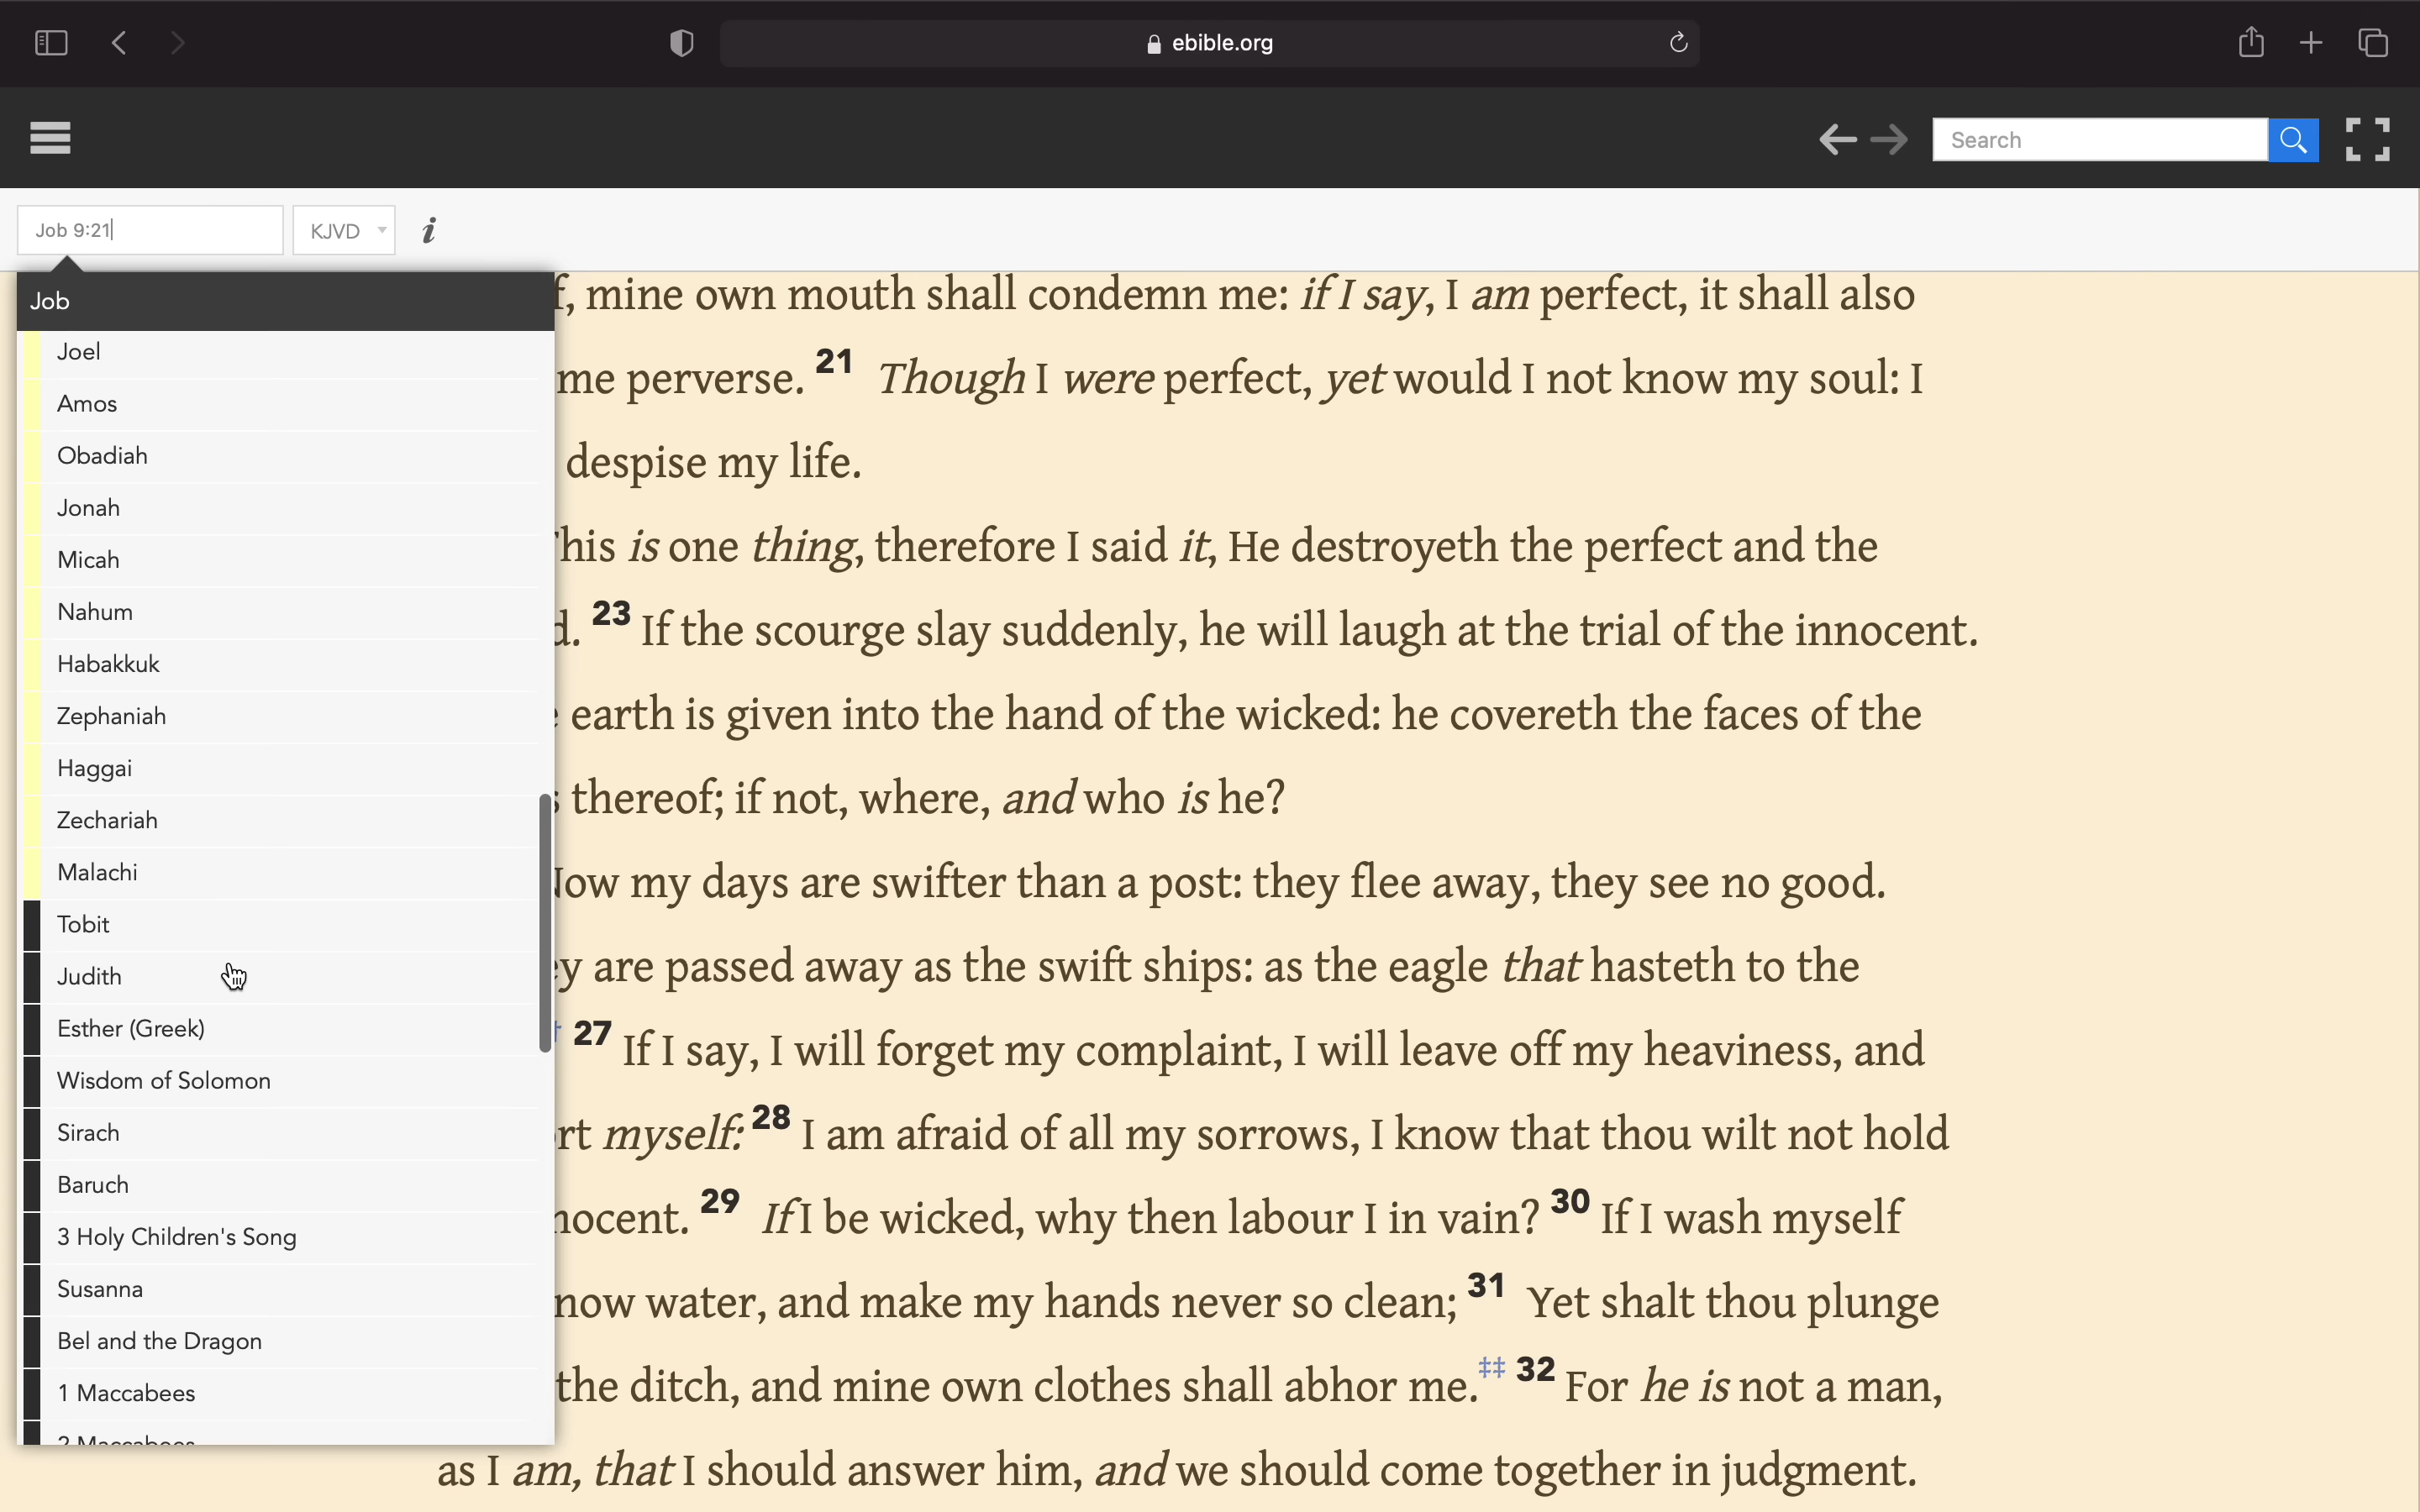 ebible.org
Search
Job 9:21
KJVD
i
Job
Joel
Amos
Obadiah
Jonah
Micah
Nahum
Habakkuk
Zephaniah
Haggai
Zechariah
Malachi
Tobit
Judith
Esther (Greek)
Wisdom of Solomon
Sirach
Baruch
3 Holy Children's Song
Susanna
Bel and the Dragon
1 Maccabees
2 Maccabees
, mine own mouth shall condemn me: if I say, I am perfect, it shall also
me perverse. 21 Though I were perfect, yet would I not know my soul: I
despise my life.
This is one thing, therefore I said it, He destroyeth the perfect and the
23 If the scourge slay suddenly, he will laugh at the trial of the innocent.
earth is given into the hand of the wicked: he covereth the faces of the
thereof; if not, where, and who is he?
Now my days are swifter than a post: they flee away, they see no good.
ey are passed away as the swift ships: as the eagle that hasteth to the
27 If I say, I will forget my complaint, I will leave off my heaviness, and
rt myself: 28 I am afraid of all my sorrows, I know that thou wilt not hold
nocent. 29 If I be wicked, why then labour I in vain? 30 If I wash myself
now water, and make my hands never so clean; 31 Yet shalt thou plunge
the ditch, and mine own clothes shall abhor me.‡‡ 32 For he is not a man,
as I am, that I should answer him, and we should come together in judgment.